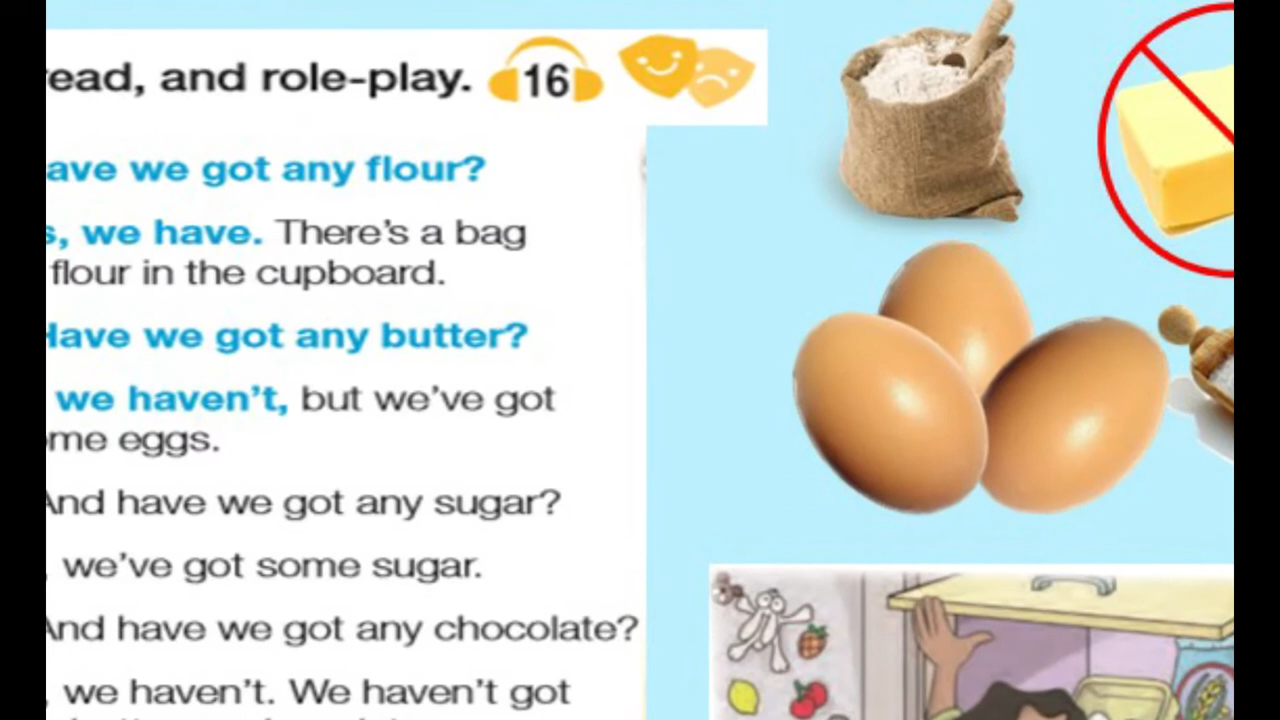 ead, and role-play. 16
ave we got any flour?
s, we have. There's a bag
flour in the cupboard.
Have we got any butter?
we haven't, but we've got
ome eggs.
And have we got any sugar?
, we've got some sugar.
And have we got any chocolate?
, we haven't. We haven't got